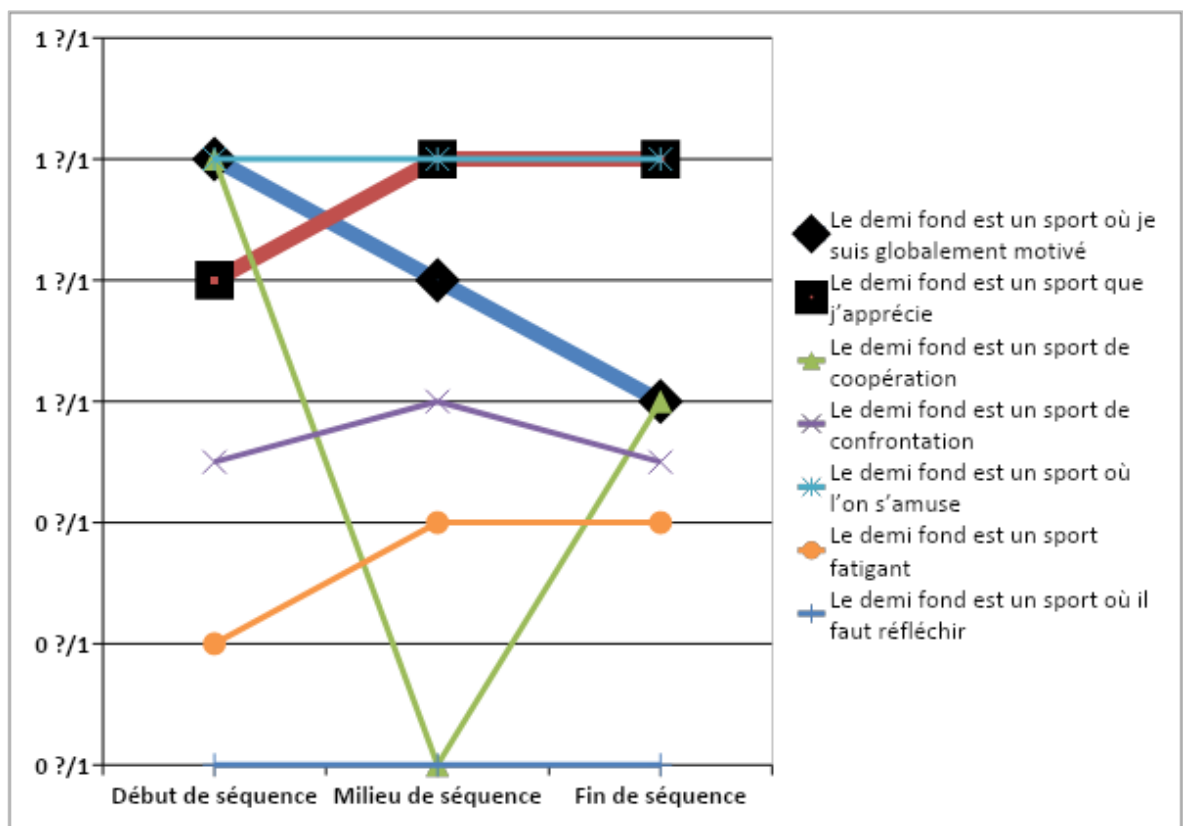 1 ?/1
1 ?/1
1 ?/1
1 ?/1
0 ?/1
0 ?/1
0 ?/1
Début de séquence Milieu de séquence Fin de séquence
Le demi fond est un sport où je
suis globalement motivé
Le demi fond est un sport que
j'apprécie
Le demi fond est un sport de
coopération
Le demi fond est un sport de
confrontation
Le demi fond est un sport où
l'on s'amuse
Le demi fond est un sport
fatigant
Le demi fond est un sport où il
faut réfléchir